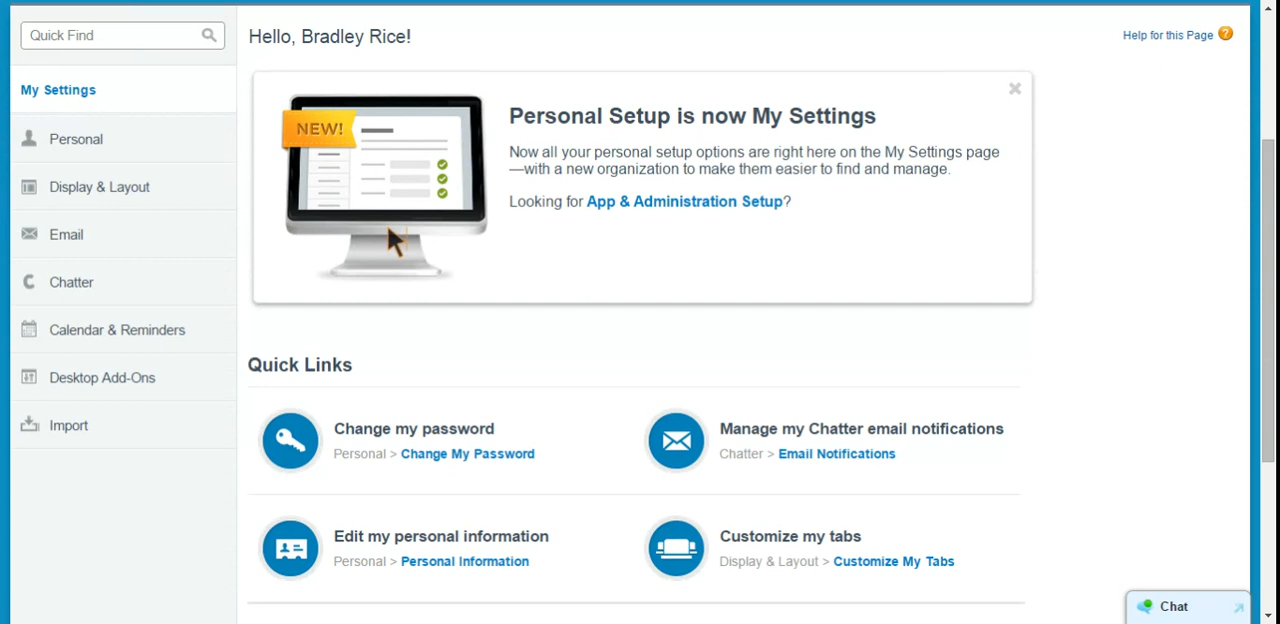 Quick Find
Hello, Bradley Rice!
Help for this Page ?
My Settings
Personal
Display & Layout
Email
Chatter
Calendar & Reminders
Desktop Add-Ons
Import
NEW!
Personal Setup is now My Settings
Now all your personal setup options are right here on the My Settings page
—with a new organization to make them easier to find and manage.
Looking for App & Administration Setup?
Quick Links
Change my password
Personal > Change My Password
Manage my Chatter email notifications
Chatter > Email Notifications
Edit my personal information
Personal > Personal Information
Customize my tabs
Display & Layout > Customize My Tabs
Chat